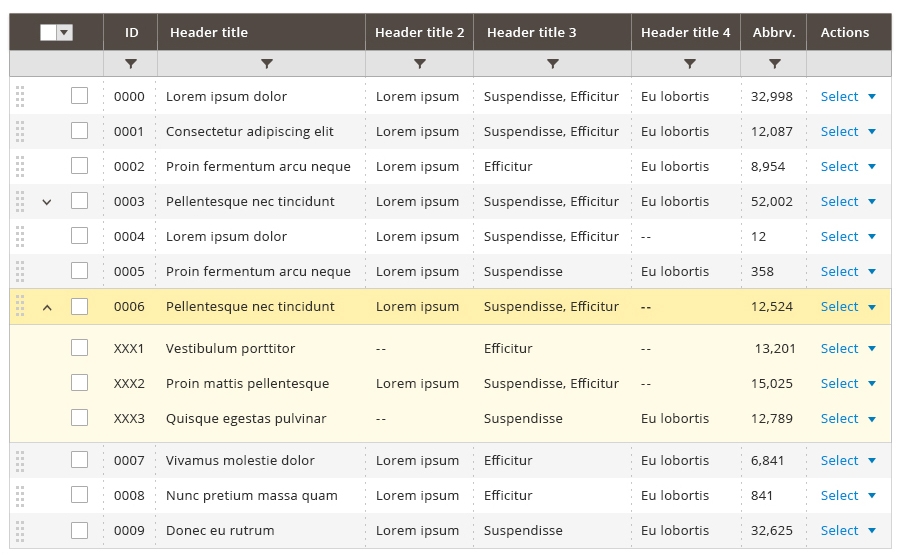 ID Header title Header title 2 Header title 3 Header title 4 Abbrv. Actions
0000 Lorem ipsum dolor Lorem ipsum Suspendisse, Efficitur Eu lobortis 32,998 Select
0001 Consectetur adipiscing elit Lorem ipsum Suspendisse, Efficitur Eu lobortis 12,087 Select
0002 Proin fermentum arcu neque Lorem ipsum Efficitur Eu lobortis 8,954 Select
0003 Pellentesque nec tincidunt Lorem ipsum Suspendisse, Efficitur Eu lobortis 52,002 Select
0004 Lorem ipsum dolor Lorem ipsum Suspendisse, Efficitur -- 12 Select
0005 Proin fermentum arcu neque Lorem ipsum Suspendisse Eu lobortis 358 Select
0006 Pellentesque nec tincidunt Lorem ipsum Suspendisse, Efficitur -- 12,524 Select
XXX1 Vestibulum porttitor -- Efficitur -- 13,201 Select
XXX2 Proin mattis pellentesque Lorem ipsum Suspendisse, Efficitur -- 15,025 Select
XXX3 Quisque egestas pulvinar -- Suspendisse Eu lobortis 12,789 Select
0007 Vivamus molestie dolor Lorem ipsum Efficitur Eu lobortis 6,841 Select
0008 Nunc pretium massa quam Lorem ipsum Efficitur Eu lobortis 841 Select
0009 Donec eu rutrum Lorem ipsum Suspendisse Eu lobortis 32,625 Select